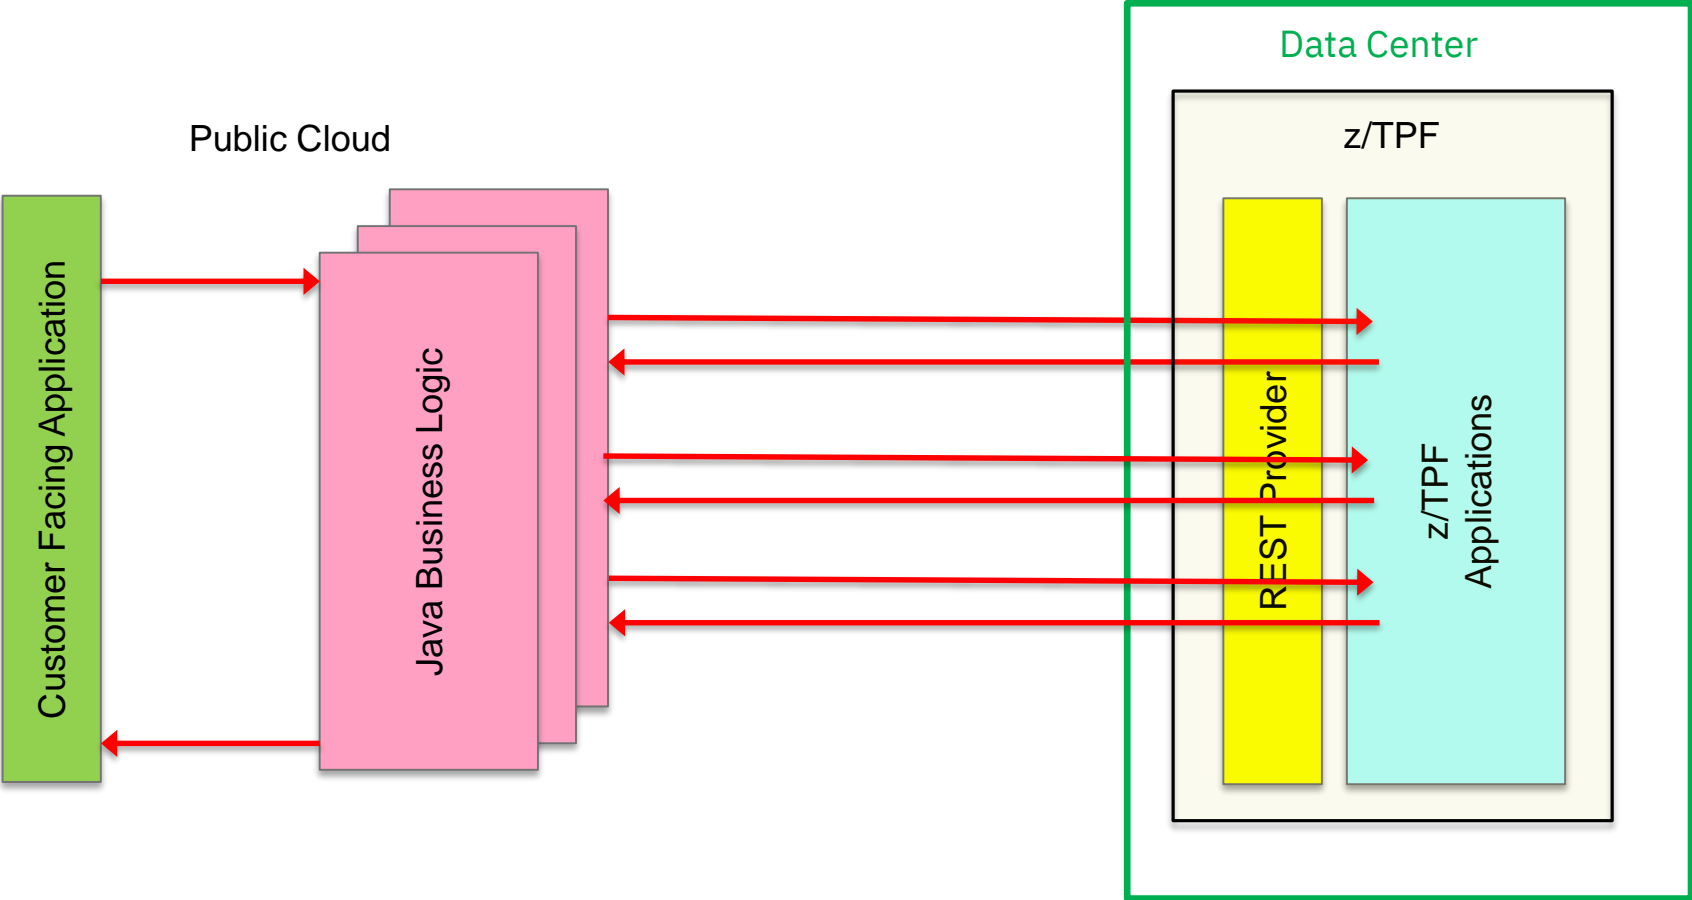 Data Center
Public Cloud
z/TPF
Customer Facing Application
Java Business Logic
REST Provider
z/TPF
Applications